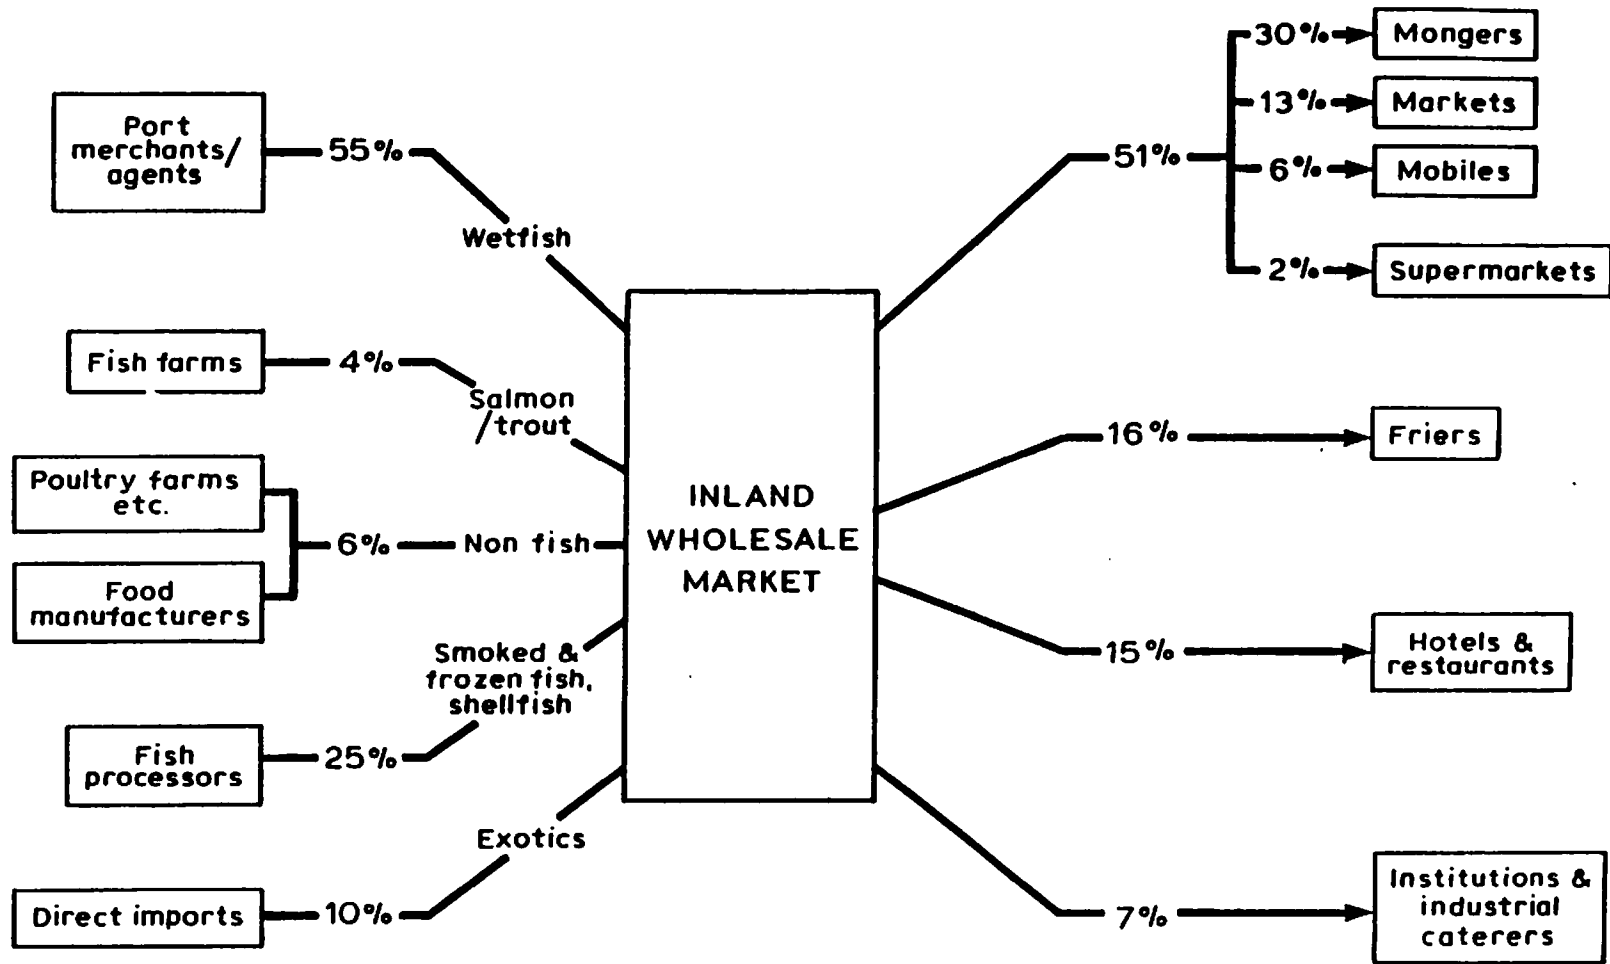 Port
merchants/
agents
55%
Wetfish
Fish farms
4%
Salmon
/trout
Poultry farms
etc.
Food
manufacturers
6%
Non fish
Fish
processors
25%
Smoked &
frozen fish,
shellfish
Direct imports
10%
Exotics
INLAND
WHOLESALE
MARKET
51%
30%
Mongers
13%
Markets
6%
Mobiles
2%
Supermarkets
16%
Friers
15%
Hotels &
restaurants
7%
Institutions &
industrial
caterers